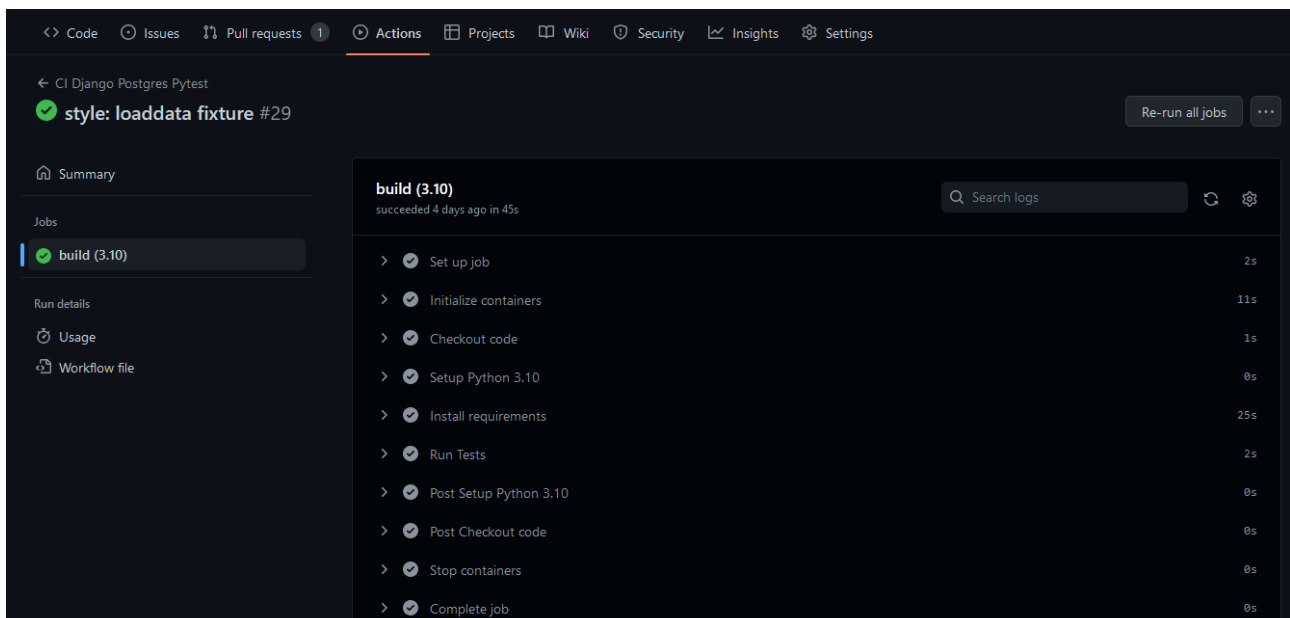 Code Issues Pull requests 1 Actions Projects Wiki Security Insights Settings
CI Django Postgres Pytest
style: loaddata fixture #29
Re-run all jobs
Summary
Jobs
build (3.10)
Run details
Usage
Workflow file
build (3.10)
succeeded 4 days ago in 45s
Search logs
Set up job 2s
Initialize containers 11s
Checkout code 1s
Setup Python 3.10 0s
Install requirements 25s
Run Tests 2s
Post Setup Python 3.10 0s
Post Checkout code 0s
Stop containers 0s
Complete job 0s